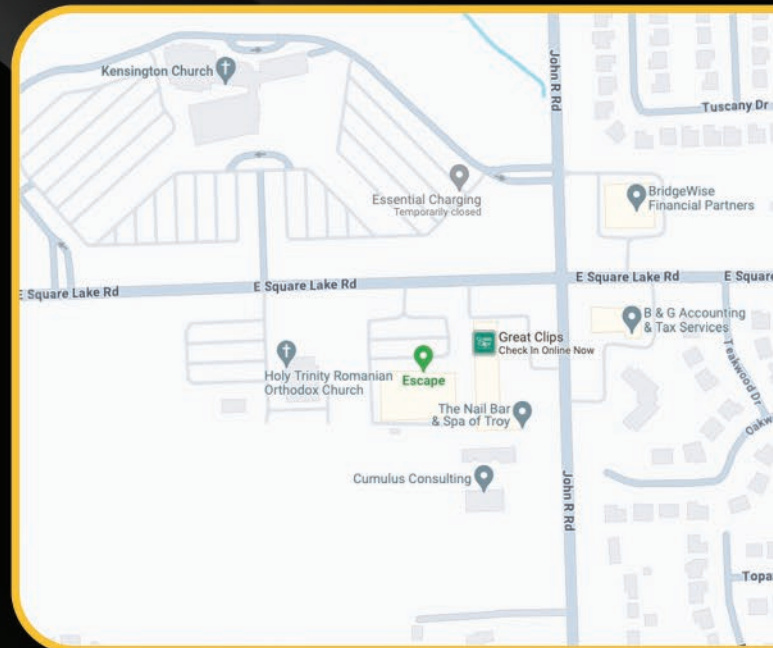 Kensington Church
John R Rd
Tuscany Dr
Essential Charging
Temporarily closed
BridgeWise
Financial Partners
E Square Lake Rd
E Square Lake Rd
E Square Lake Rd
E Square
Great Clips
Check In Online Now
B & G Accounting
& Tax Services
Teakwood Dr
Holy Trinity Romanian
Orthodox Church
Escape
The Nail Bar
& Spa of Troy
Oakw
Cumulus Consulting
John R Rd
Topa